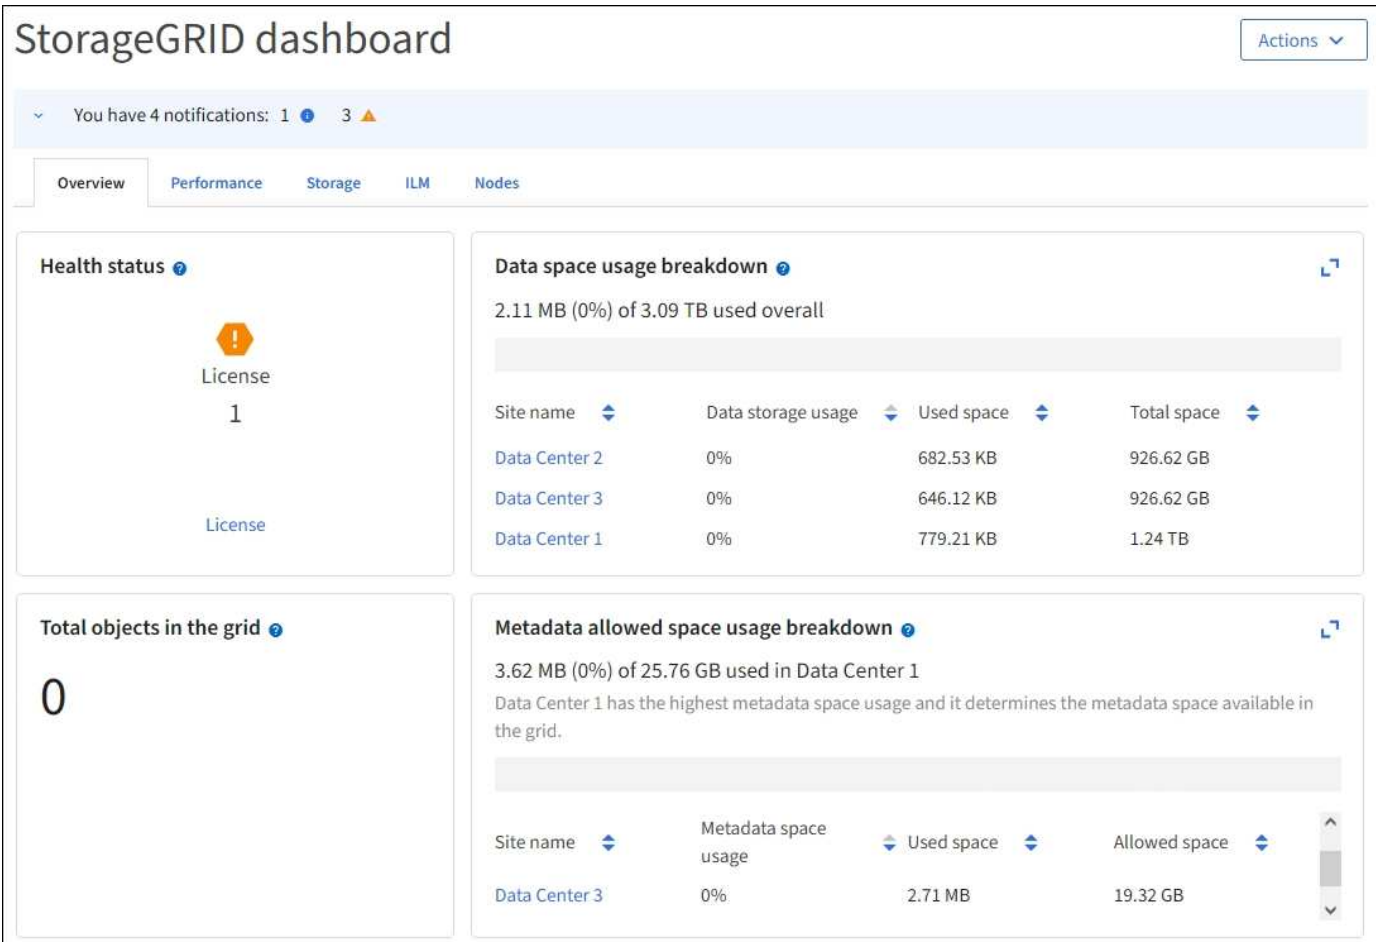 StorageGRID dashboard
Actions
You have 4 notifications: 1 3
Overview Performance Storage ILM Nodes
Health status
License
1
License
Data space usage breakdown
2.11 MB (0%) of 3.09 TB used overall
Site name Data storage usage Used space Total space
Data Center 2 0% 682.53 KB 926.62 GB
Data Center 3 0% 646.12 KB 926.62 GB
Data Center 1 0% 779.21 KB 1.24 TB
Total objects in the grid
0
Metadata allowed space usage breakdown
3.62 MB (0%) of 25.76 GB used in Data Center 1
Data Center 1 has the highest metadata space usage and it determines the metadata space available in
the grid.
Site name Metadata space usage Used space Allowed space
Data Center 3 0% 2.71 MB 19.32 GB